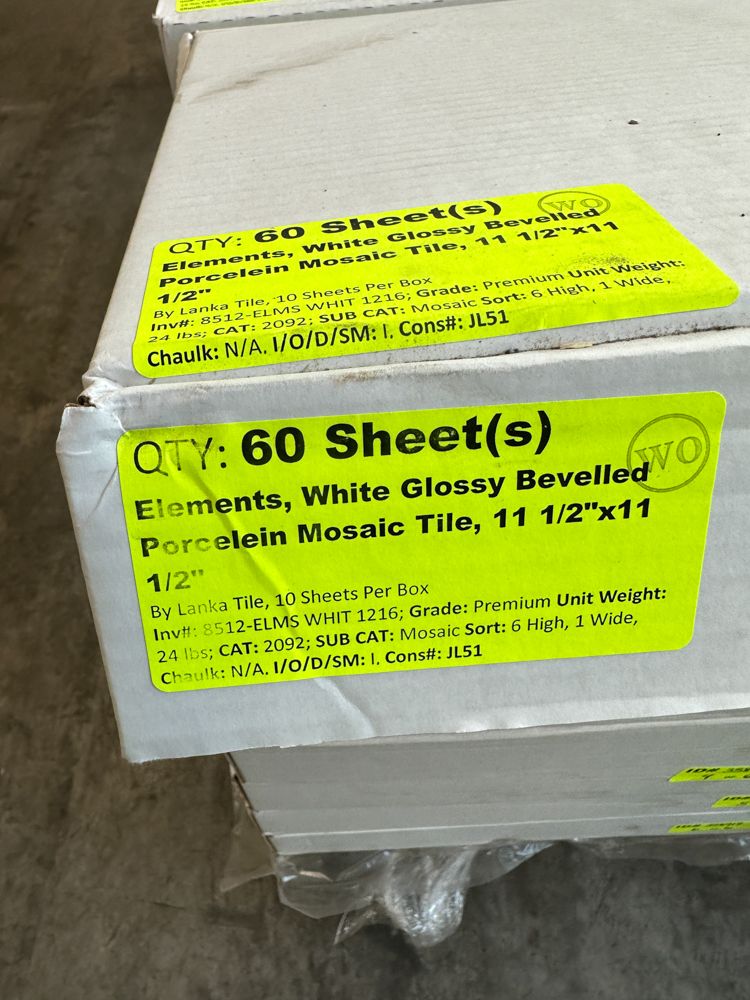 QTY: 60 Sheet(s)
WO
Elements, White Glossy Bevelled
Porcelein Mosaic Tile, 11 1/2"x11
1/2"
By Lanka Tile, 10 Sheets Per Box
Inv#: 8512-ELMS WHIT 1216; Grade: Premium Unit Weight:
24 lbs; CAT: 2092; SUB CAT: Mosaic Sort: 6 High, 1 Wide,
Chaulk: N/A. I/O/D/SM: I. Cons#: JL51
QTY: 60 Sheet(s)
WO
Elements, White Glossy Bevelled
Porcelein Mosaic Tile, 11 1/2"x11
1/2"
By Lanka Tile, 10 Sheets Per Box
Inv#: 8512-ELMS WHIT 1216; Grade: Premium Unit Weight:
24 lbs; CAT: 2092; SUB CAT: Mosaic Sort: 6 High, 1 Wide,
Chaulk: N/A. I/O/D/SM: I. Cons#: JL51
ID#